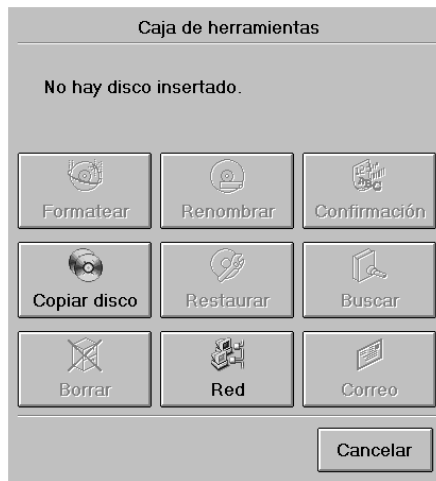 Caja de herramientas
No hay disco insertado.
Formatear
Renombrar
Confirmación
Copiar disco
Restaurar
Buscar
Borrar
Red
Correo
Cancelar